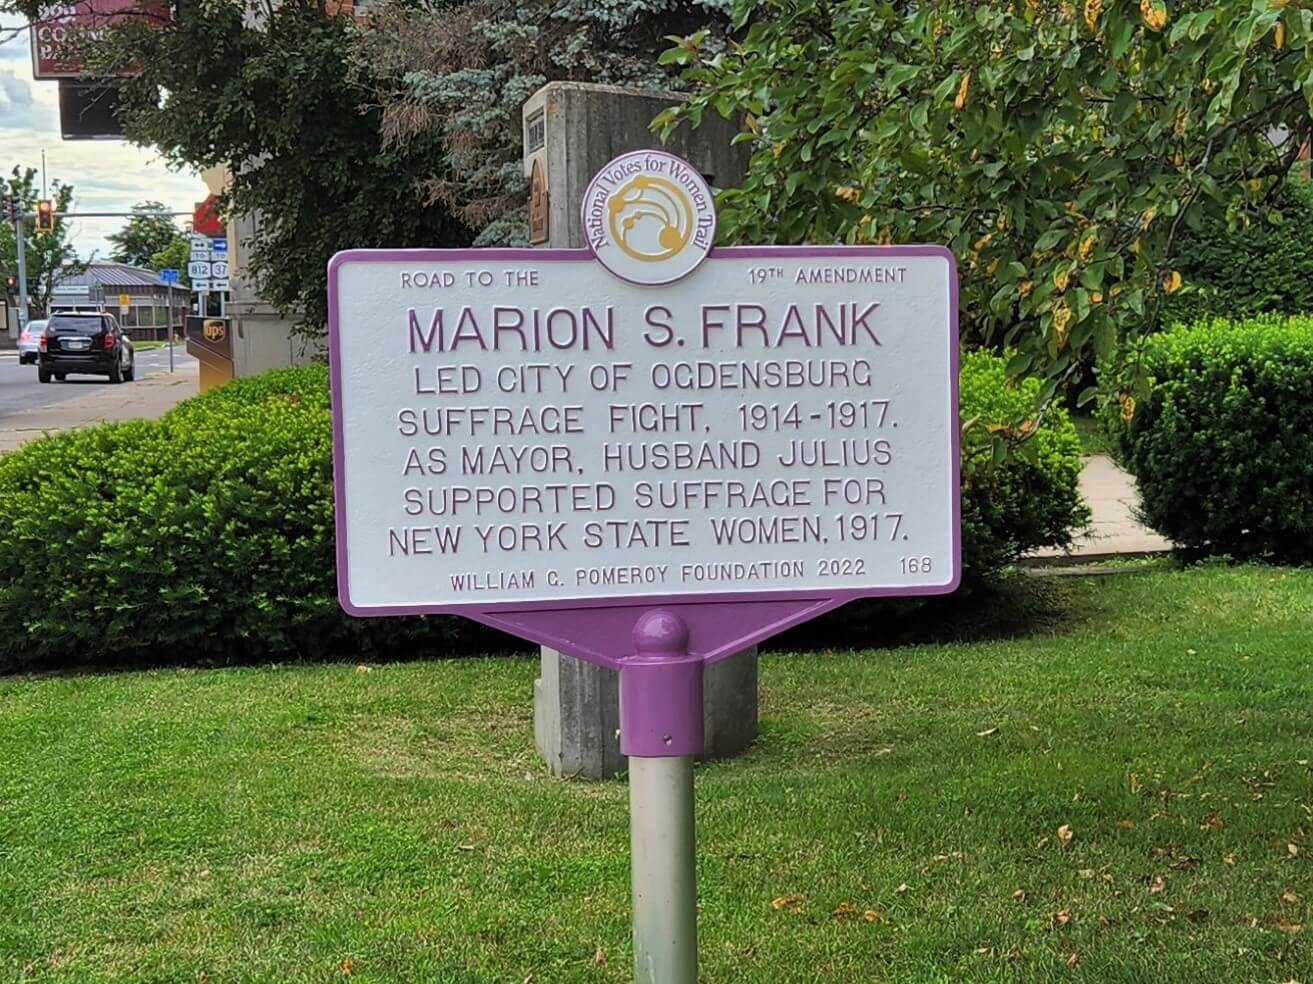 National Votes for Women Trail
ROAD TO THE 19TH AMENDMENT
MARION S. FRANK
LED CITY OF OGDENSBURG
SUFFRAGE FIGHT, 1914-1917.
AS MAYOR, HUSBAND JULIUS
SUPPORTED SUFFRAGE FOR
NEW YORK STATE WOMEN, 1917.
WILLIAM G. POMEROY FOUNDATION 2022 168
TO TO
812 37
ups